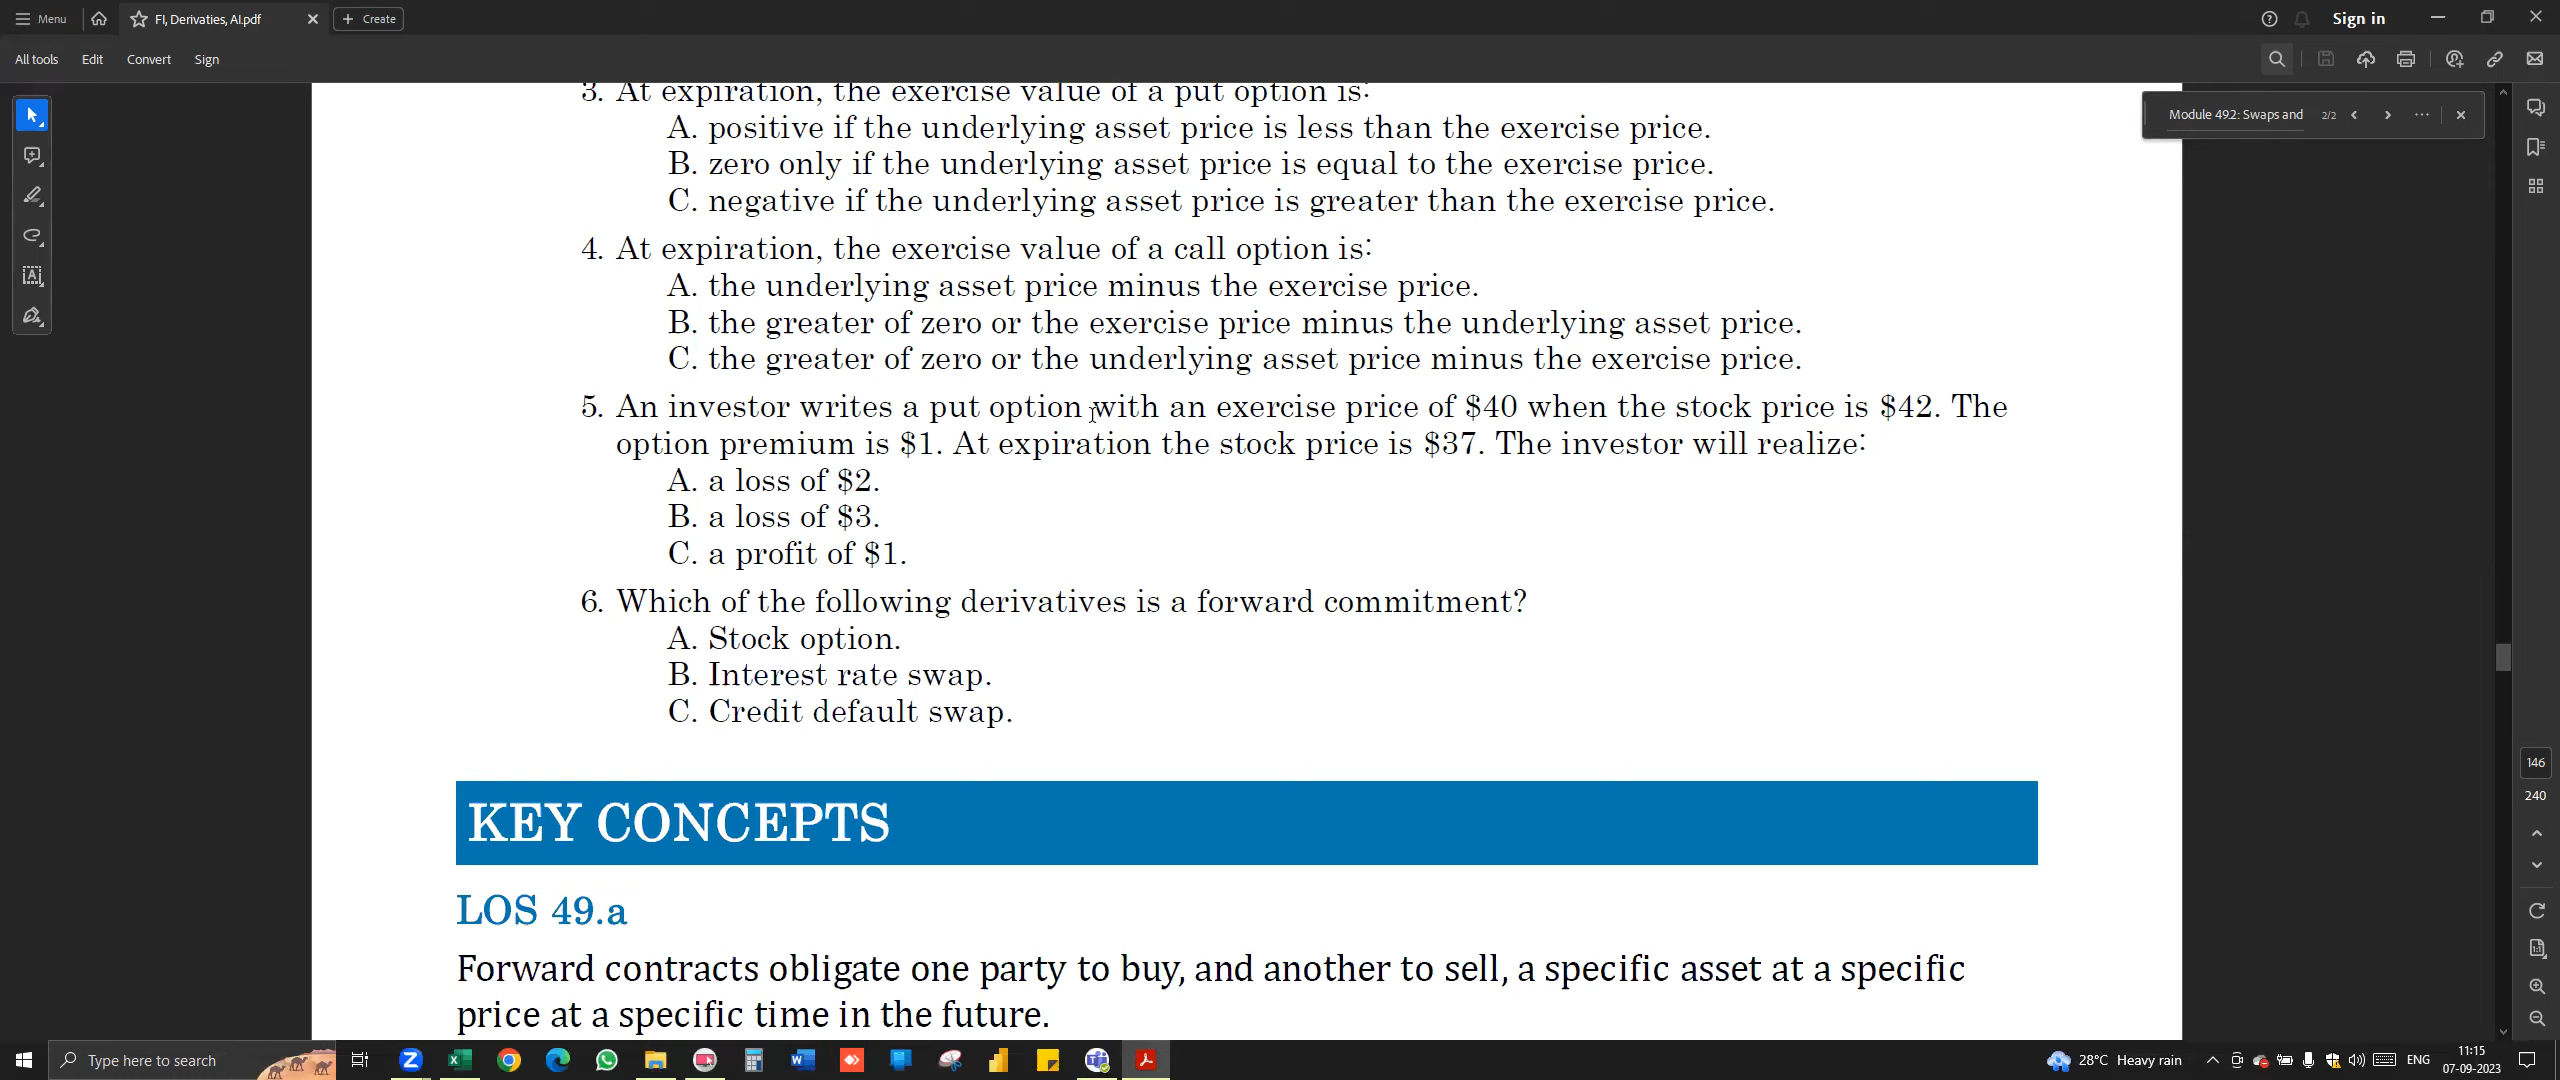 Menu
FI, Derivaties, AI.pdf
Create
Sign in
All tools
Edit
Convert
Sign
Module 49.2: Swaps and
2/2
3. At expiration, the exercise value of a put option is:
A. positive if the underlying asset price is less than the exercise price.
B. zero only if the underlying asset price is equal to the exercise price.
C. negative if the underlying asset price is greater than the exercise price.
4. At expiration, the exercise value of a call option is:
A. the underlying asset price minus the exercise price.
B. the greater of zero or the exercise price minus the underlying asset price.
C. the greater of zero or the underlying asset price minus the exercise price.
5. An investor writes a put option with an exercise price of $40 when the stock price is $42. The
option premium is $1. At expiration the stock price is $37. The investor will realize:
A. a loss of $2.
B. a loss of $3.
C. a profit of $1.
6. Which of the following derivatives is a forward commitment?
A. Stock option.
B. Interest rate swap.
C. Credit default swap.
KEY CONCEPTS
LOS 49.a
Forward contracts obligate one party to buy, and another to sell, a specific asset at a specific
price at a specific time in the future.
146
240
Type here to search
28°C Heavy rain
ENG
11:15
07-09-2023